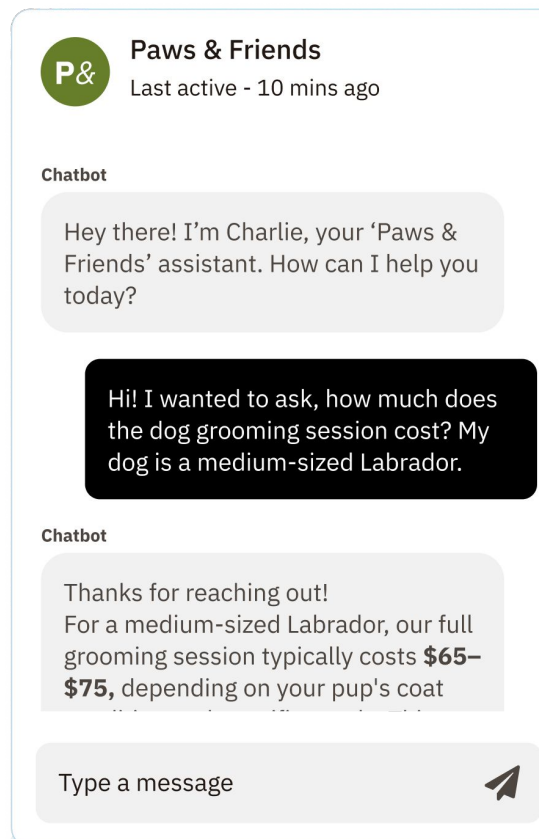 P&
Paws & Friends
Last active - 10 mins ago
Chatbot
Hey there! I’m Charlie, your ‘Paws &
Friends’ assistant. How can I help you
today?
Hi! I wanted to ask, how much does
the dog grooming session cost? My
dog is a medium-sized Labrador.
Chatbot
Thanks for reaching out!
For a medium-sized Labrador, our full
grooming session typically costs $65–
$75, depending on your pup's coat
Type a message